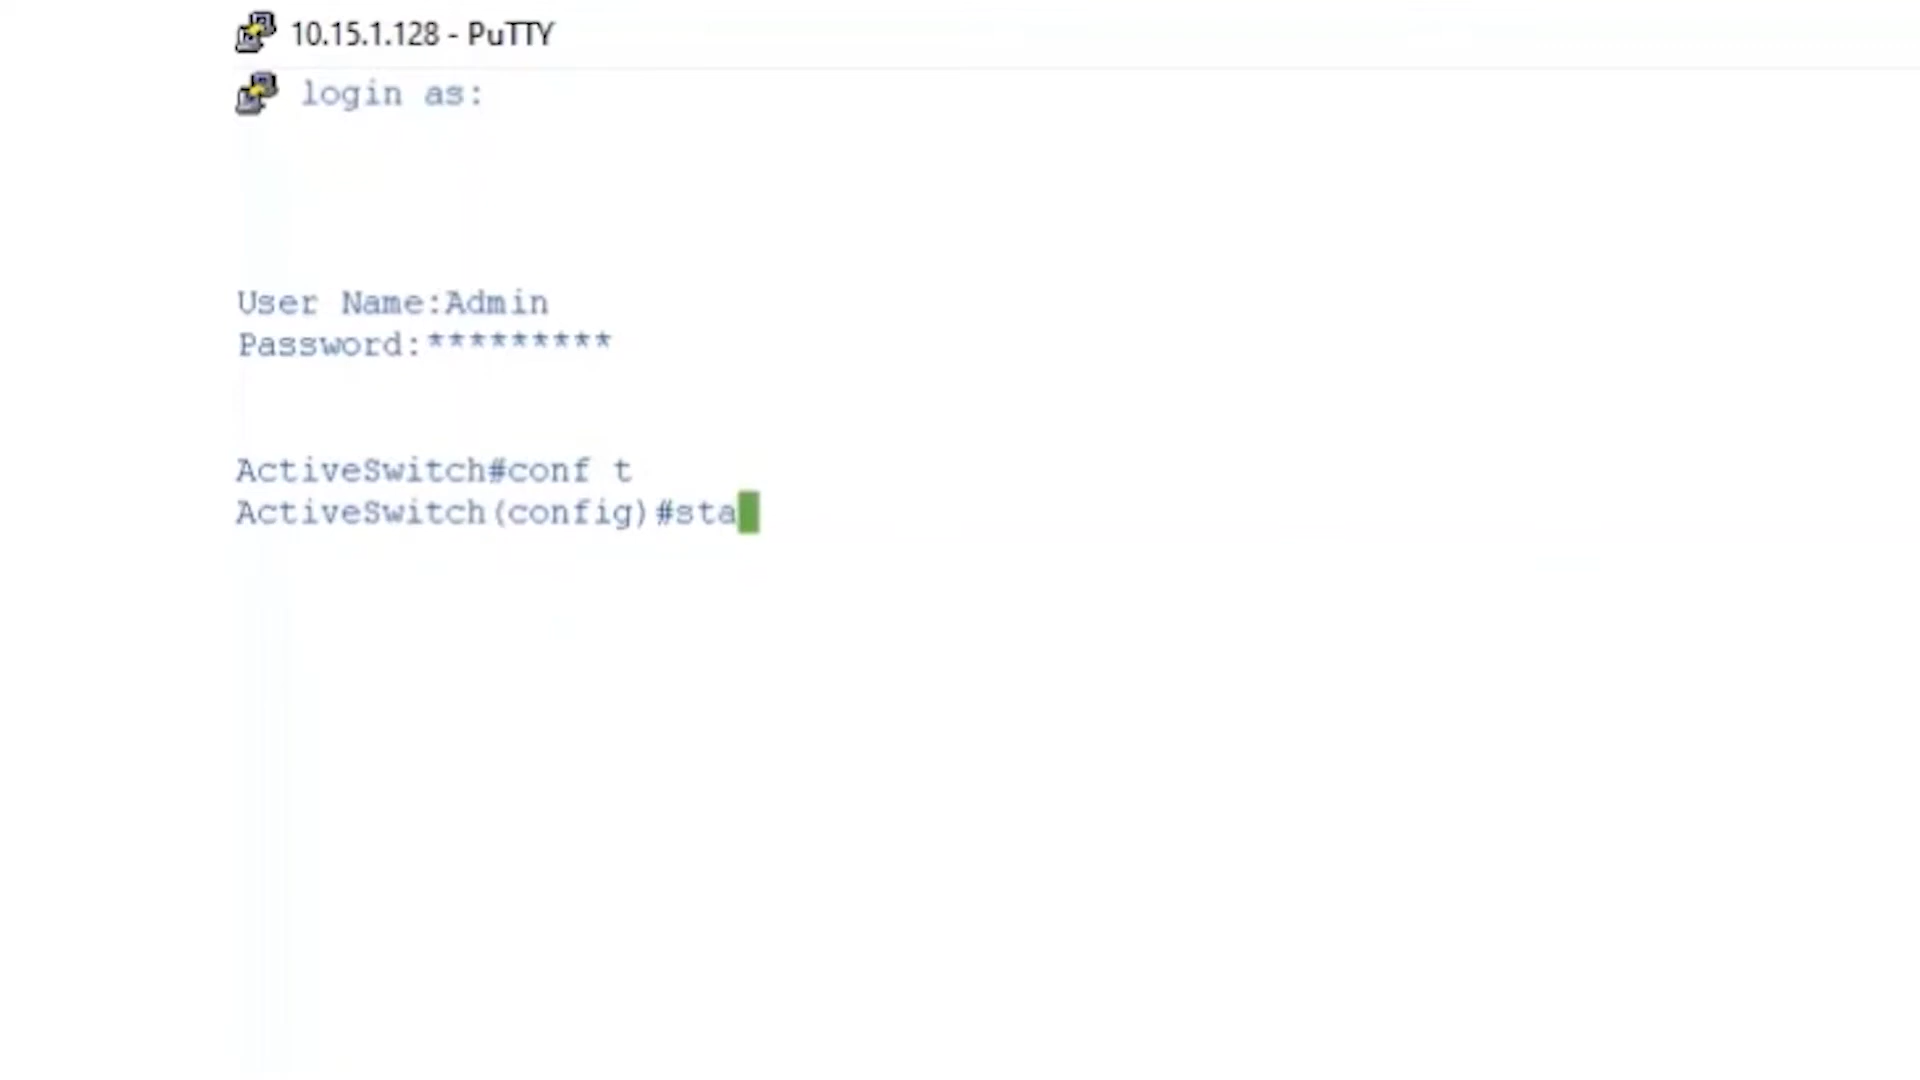 10.15.1.128 - PuTTY
login as:
User Name:Admin
Password:*********
ActiveSwitch#conf t
ActiveSwitch(config)#sta